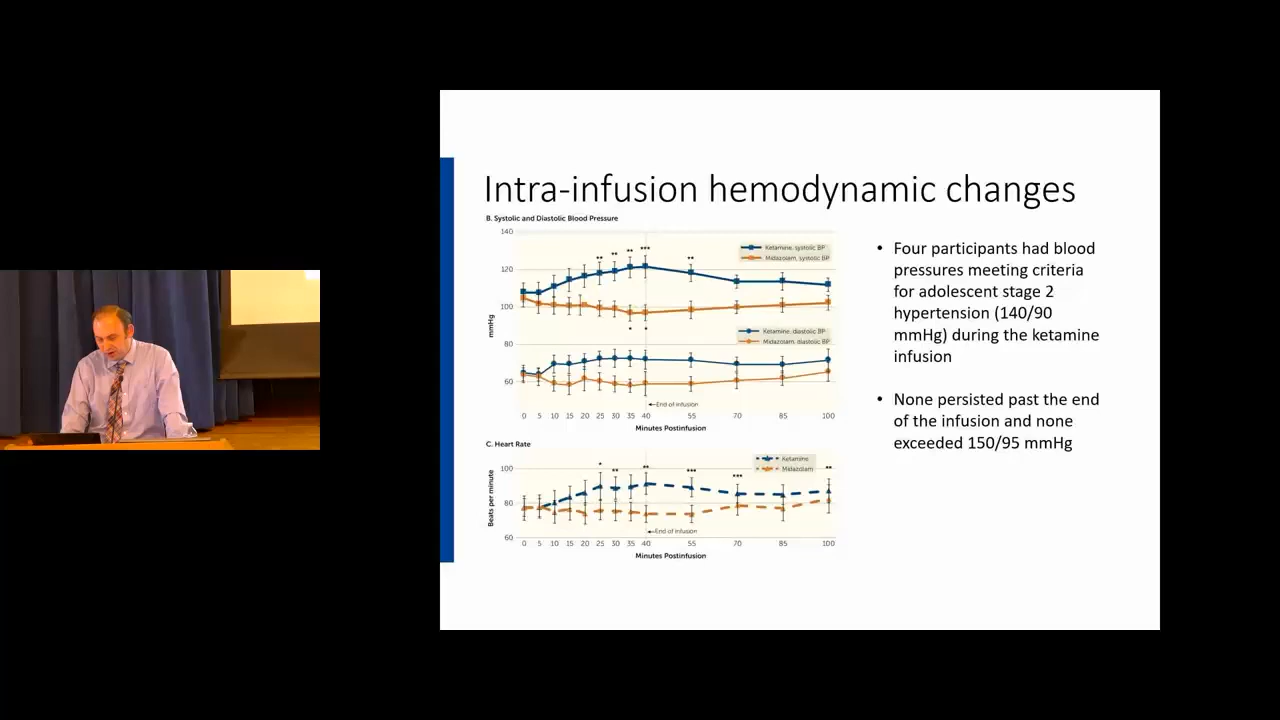 Intra-infusion hemodynamic changes
B. Systolic and Diastolic Blood Pressure
140
120
100
80
60
mmHg
** ** ** *** **
* *
Ketamine, systolic BP
Midazolam, systolic BP
Ketamine, diastolic BP
Midazolam, diastolic BP
End of infusion
0 5 10 15 20 25 30 35 40 55 70 85 100
Minutes Postinfusion
C. Heart Rate
100
80
60
Beats per minute
* ** ** *** *** **
Ketamine
Midazolam
End of infusion
0 5 10 15 20 25 30 35 40 55 70 85 100
Minutes Postinfusion
• Four participants had blood
pressures meeting criteria
for adolescent stage 2
hypertension (140/90
mmHg) during the ketamine
infusion
• None persisted past the end
of the infusion and none
exceeded 150/95 mmHg